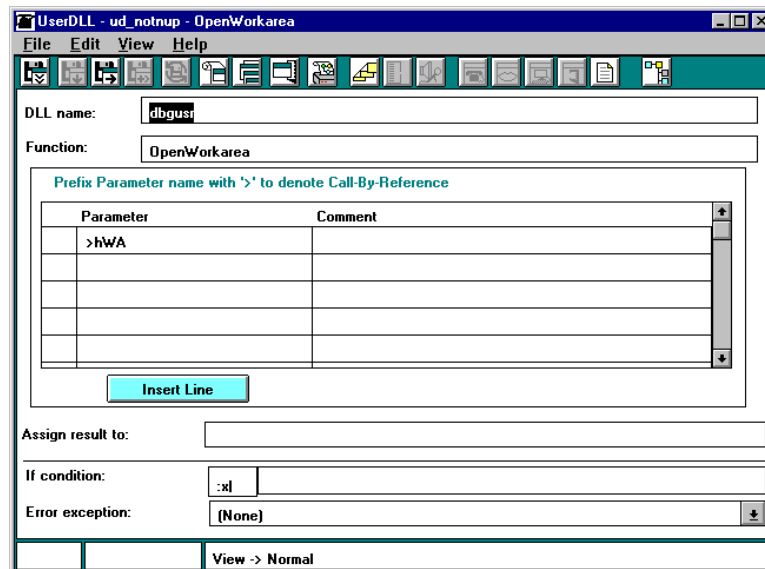 UserDLL - ud_notnup - OpenWorkarea
File Edit View Help
DLL name: dbgusr
Function: OpenWorkarea
Prefix Parameter name with '>' to denote Call-By-Reference
Parameter Comment
>hWA
Insert Line
Assign result to:
If condition: :x|
Error exception: (None)
View -> Normal